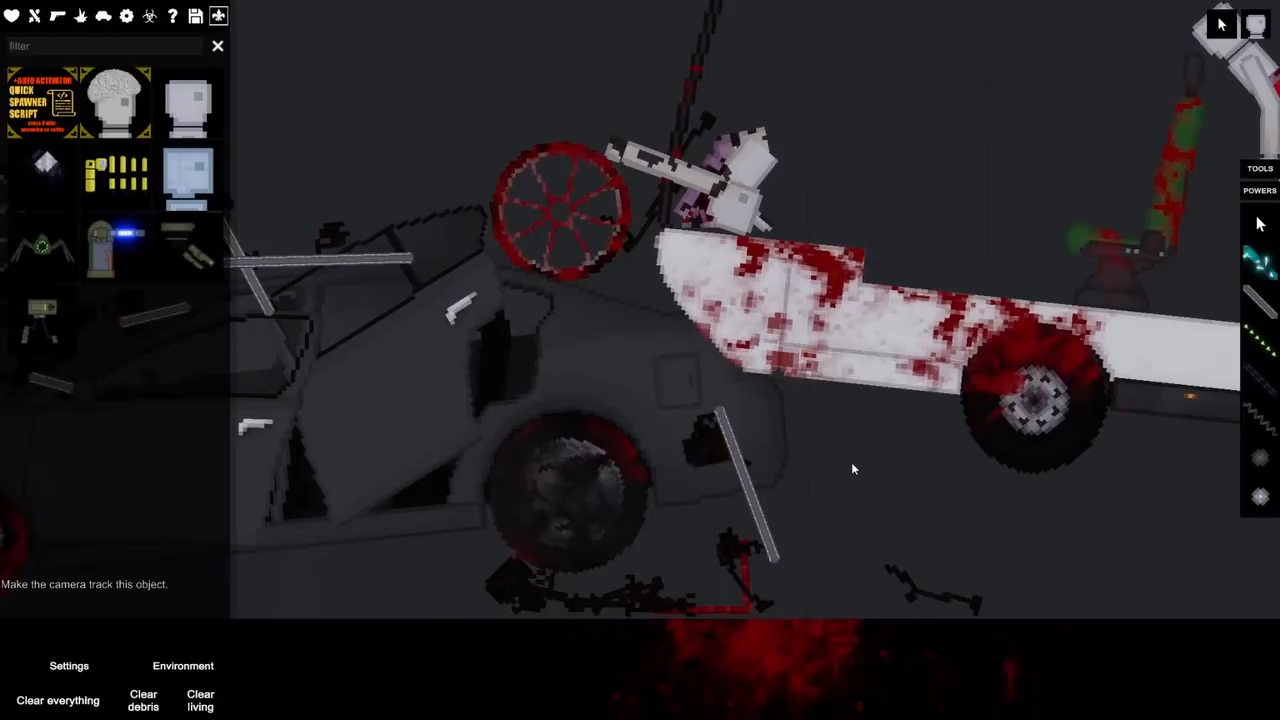 filter
+AUTO ACTIVATOR
QUICK
SPAWNER
SCRIPT
TOOLS
POWERS
Make the camera track this object.
Settings
Environment
Clear everything
Clear
debris
Clear
living